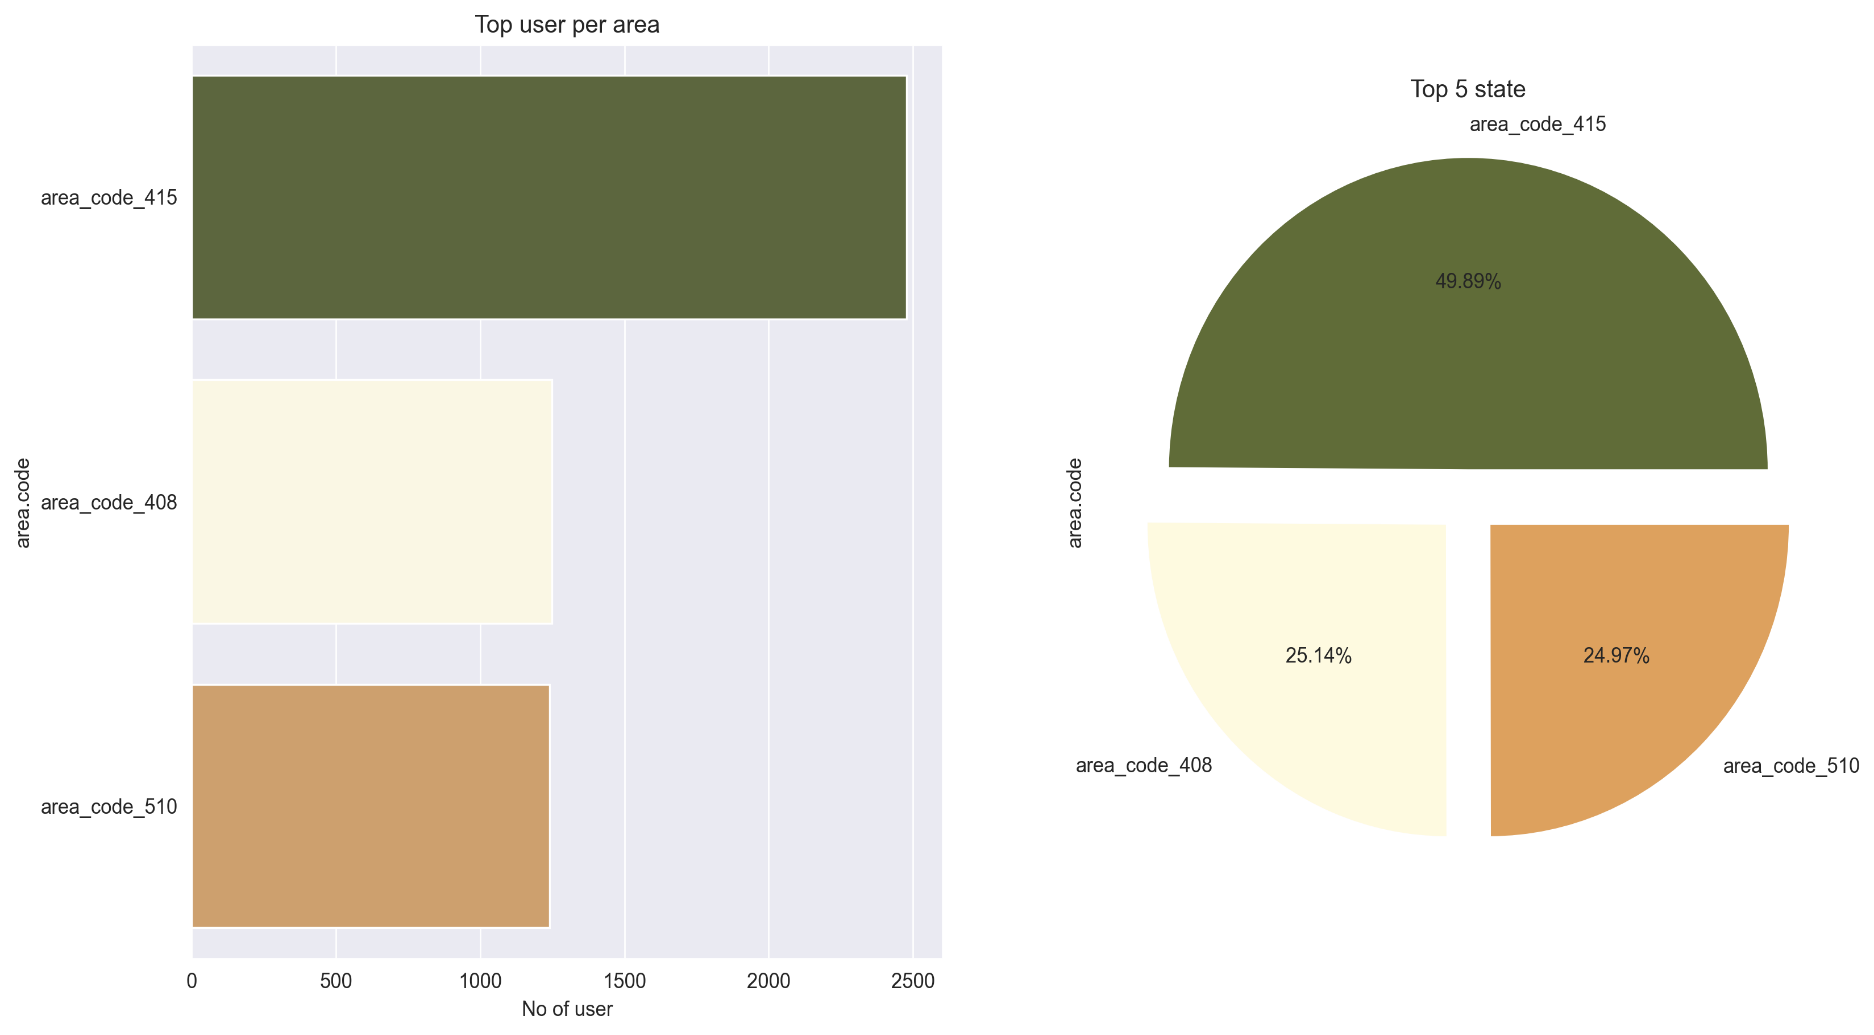 Top user per area
area.code
area_code_415
area_code_408
area_code_510
0 500 1000 1500 2000 2500
No of user
Top 5 state
area.code
area_code_415
49.89%
25.14%
24.97%
area_code_408
area_code_510